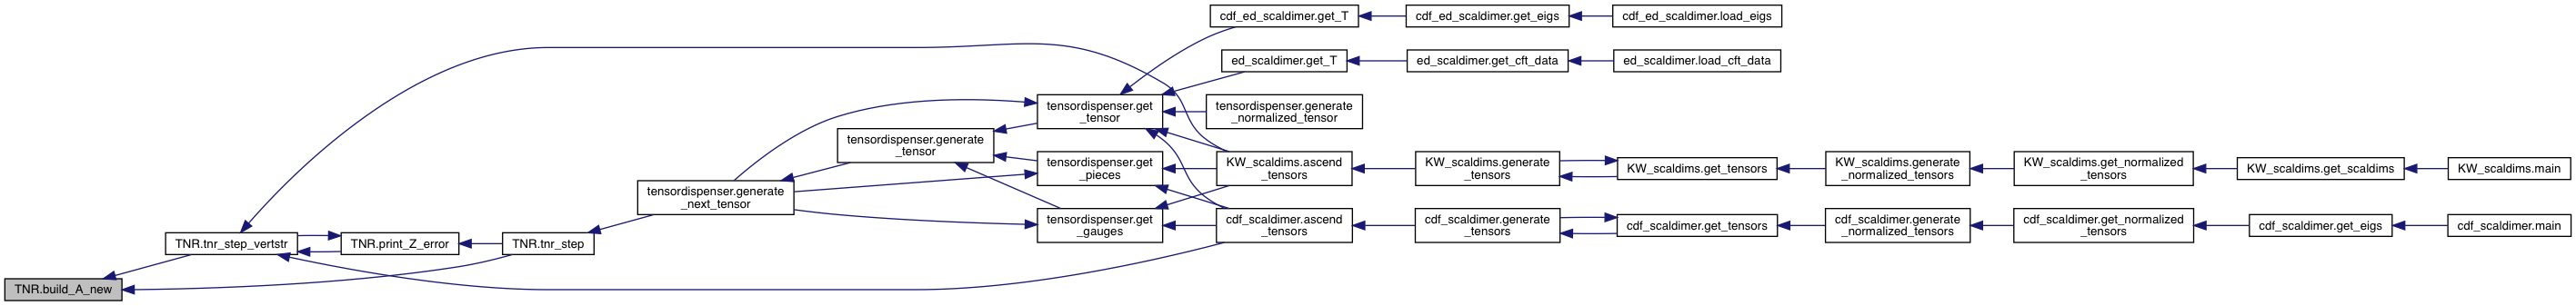 TNR.build_A_new
TNR.tnr_step_vertstr
TNR.print_Z_error
TNR.tnr_step
tensordispenser.generate
_next_tensor
tensordispenser.generate
_tensor
tensordispenser.get
_tensor
tensordispenser.get
_pieces
tensordispenser.get
_gauges
cdf_ed_scaldimer.get_T
cdf_ed_scaldimer.get_eigs
cdf_ed_scaldimer.load_eigs
ed_scaldimer.get_T
ed_scaldimer.get_cft_data
ed_scaldimer.load_cft_data
tensordispenser.generate
_normalized_tensor
KW_scaldims.ascend
_tensors
KW_scaldims.generate
_tensors
KW_scaldims.get_tensors
KW_scaldims.generate
_normalized_tensors
KW_scaldims.get_normalized
_tensors
KW_scaldims.get_scaldims
KW_scaldims.main
cdf_scaldimer.ascend
_tensors
cdf_scaldimer.generate
_tensors
cdf_scaldimer.get_tensors
cdf_scaldimer.generate
_normalized_tensors
cdf_scaldimer.get_normalized
_tensors
cdf_scaldimer.get_eigs
cdf_scaldimer.main